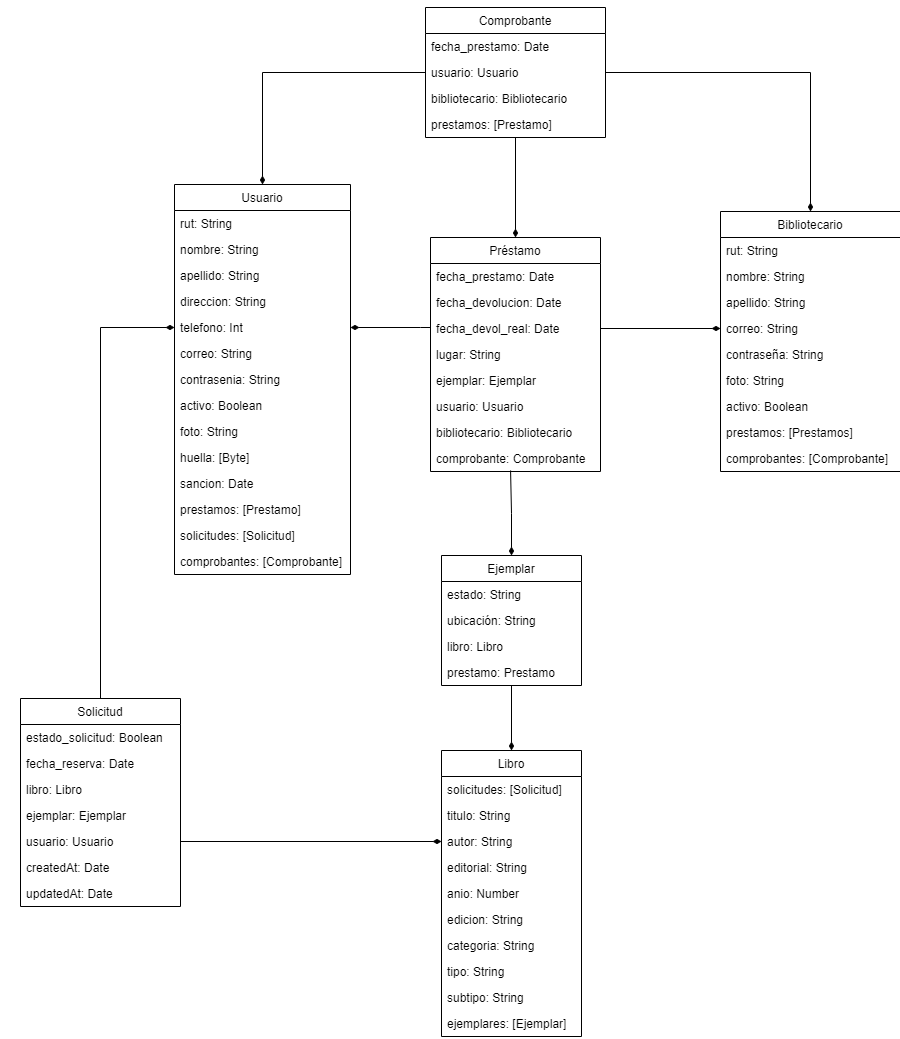 Comprobante
fecha_prestamo: Date
usuario: Usuario
bibliotecario: Bibliotecario
prestamos: [Prestamo]
Usuario
rut: String
nombre: String
apellido: String
direccion: String
telefono: Int
correo: String
contrasenia: String
activo: Boolean
foto: String
huella: [Byte]
sancion: Date
prestamos: [Prestamo]
solicitudes: [Solicitud]
comprobantes: [Comprobante]
Préstamo
fecha_prestamo: Date
fecha_devolucion: Date
fecha_devol_real: Date
lugar: String
ejemplar: Ejemplar
usuario: Usuario
bibliotecario: Bibliotecario
comprobante: Comprobante
Bibliotecario
rut: String
nombre: String
apellido: String
correo: String
contraseña: String
foto: String
activo: Boolean
prestamos: [Prestamos]
comprobantes: [Comprobante]
Ejemplar
estado: String
ubicación: String
libro: Libro
prestamo: Prestamo
Solicitud
estado_solicitud: Boolean
fecha_reserva: Date
libro: Libro
ejemplar: Ejemplar
usuario: Usuario
createdAt: Date
updatedAt: Date
Libro
solicitudes: [Solicitud]
titulo: String
autor: String
editorial: String
anio: Number
edicion: String
categoria: String
tipo: String
subtipo: String
ejemplares: [Ejemplar]